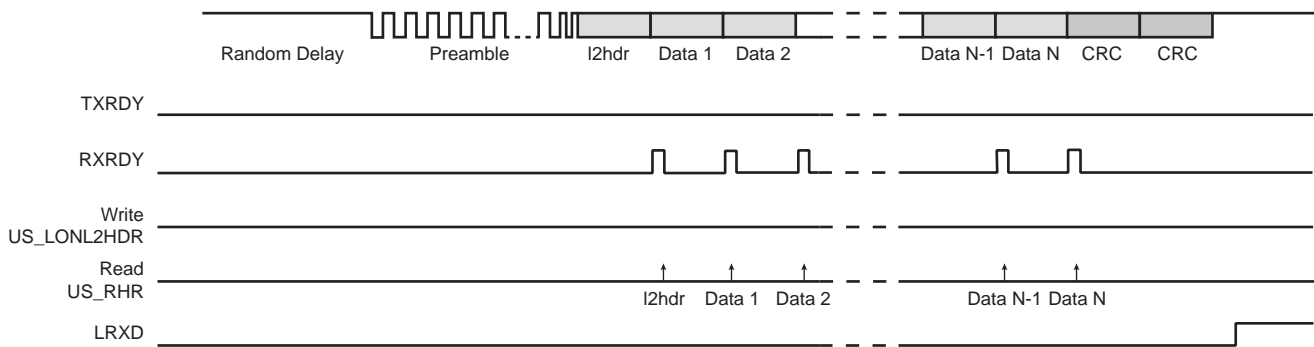 Random Delay Preamble l2hdr Data 1 Data 2 Data N-1 Data N CRC CRC
TXRDY
RXRDY
Write
US_LONL2HDR
Read
US_RHR
l2hdr Data 1 Data 2 Data N-1 Data N
LRXD